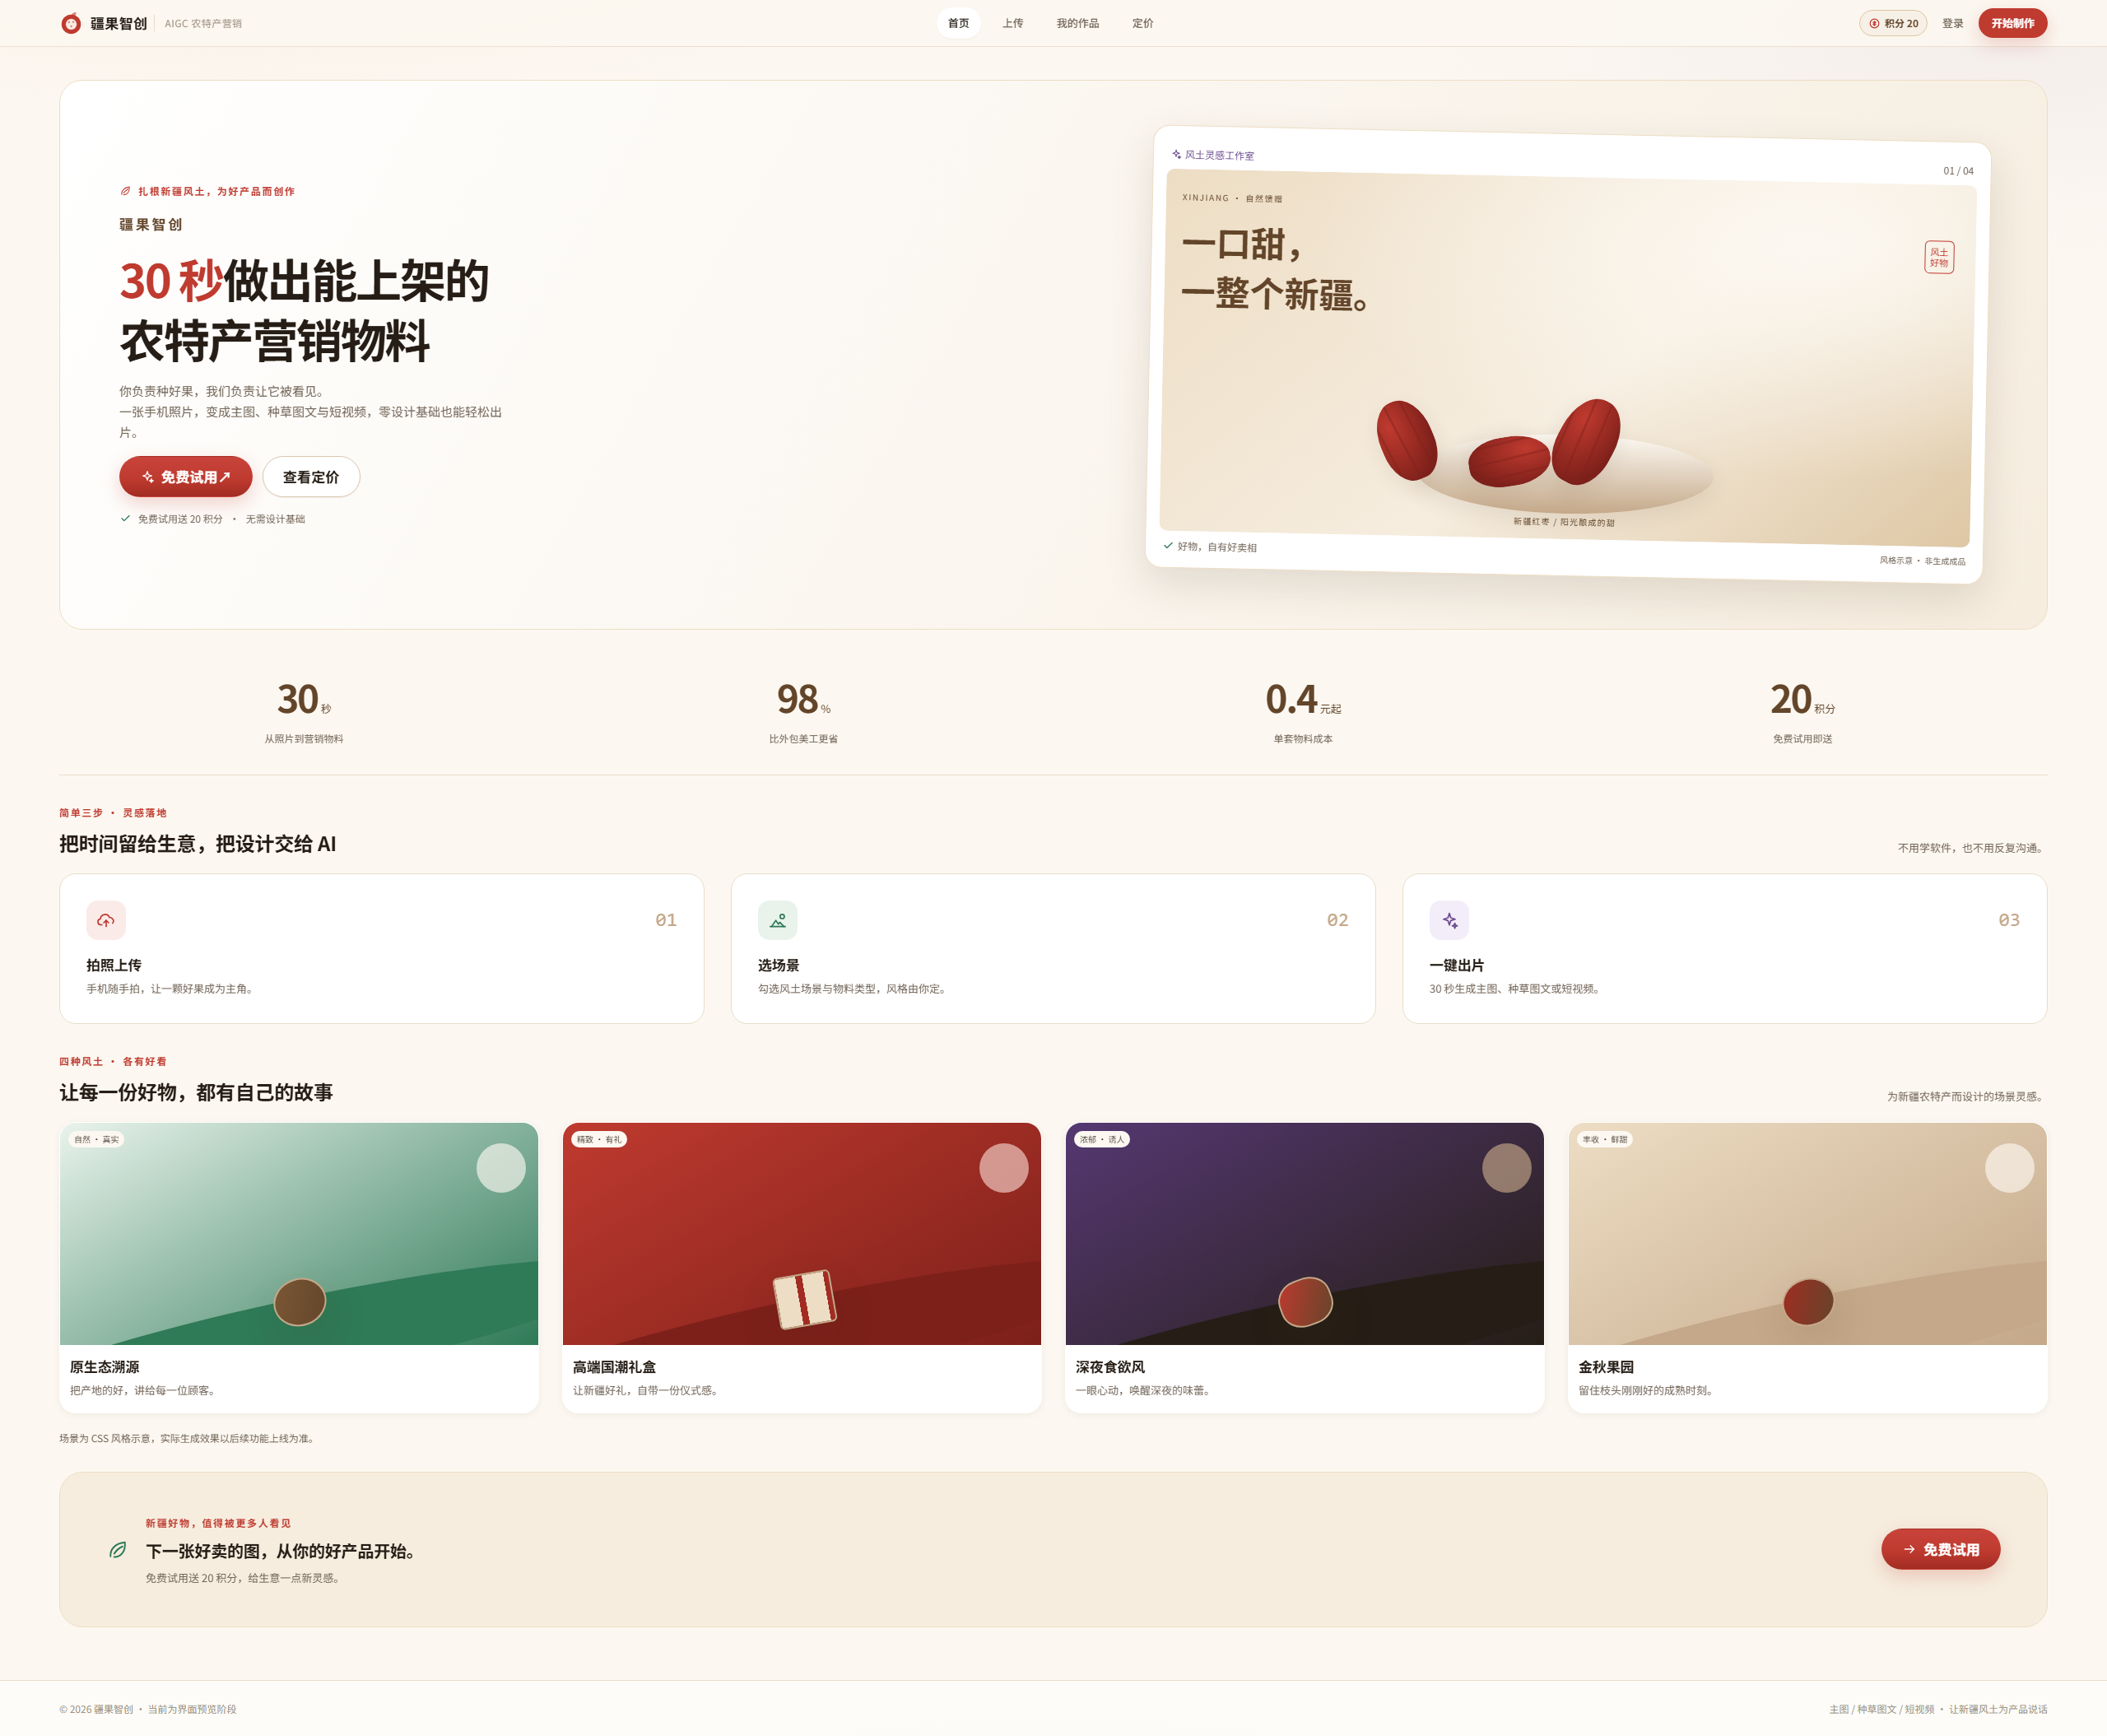 疆果智创
AIGC 农特产营销
首页
上传
我的作品
定价
积分 20
登录
开始制作
扎根新疆风土，为好产品而创作
疆果智创
30 秒做出能上架的
农特产营销物料
你负责种好果，我们负责让它被看见。
一张手机照片，变成主图、种草图文与短视频，零设计基础也能轻松出
片。
免费试用↗
查看定价
免费试用送 20 积分 · 无需设计基础
风土灵感工作室
01 / 04
XINJIANG · 自然馈赠
一口甜，
一整个新疆。
风土
好物
新疆红枣 / 阳光酿成的甜
好物，自有好卖相
风格示意 · 非生成成品
30 秒
从照片到营销物料
98 %
比外包美工更省
0.4 元起
单套物料成本
20 积分
免费试用即送
简单三步 · 灵感落地
把时间留给生意，把设计交给 AI
不用学软件，也不用反复沟通。
01
拍照上传
手机随手拍，让一颗好果成为主角。
02
选场景
勾选风土场景与物料类型，风格由你定。
03
一键出片
30 秒生成主图、种草图文或短视频。
四种风土 · 各有好看
让每一份好物，都有自己的故事
为新疆农特产而设计的场景灵感。
自然 · 真实
原生态溯源
把产地的好，讲给每一位顾客。
精致 · 有礼
高端国潮礼盒
让新疆好礼，自带一份仪式感。
浓郁 · 诱人
深夜食欲风
一眼心动，唤醒深夜的味蕾。
丰收 · 鲜甜
金秋果园
留住枝头刚刚好的成熟时刻。
场景为 CSS 风格示意，实际生成效果以后续功能上线为准。
新疆好物，值得被更多人看见
下一张好卖的图，从你的好产品开始。
免费试用送 20 积分，给生意一点新灵感。
免费试用
© 2026 疆果智创 · 当前为界面预览阶段
主图 / 种草图文 / 短视频 · 让新疆风土为产品说话